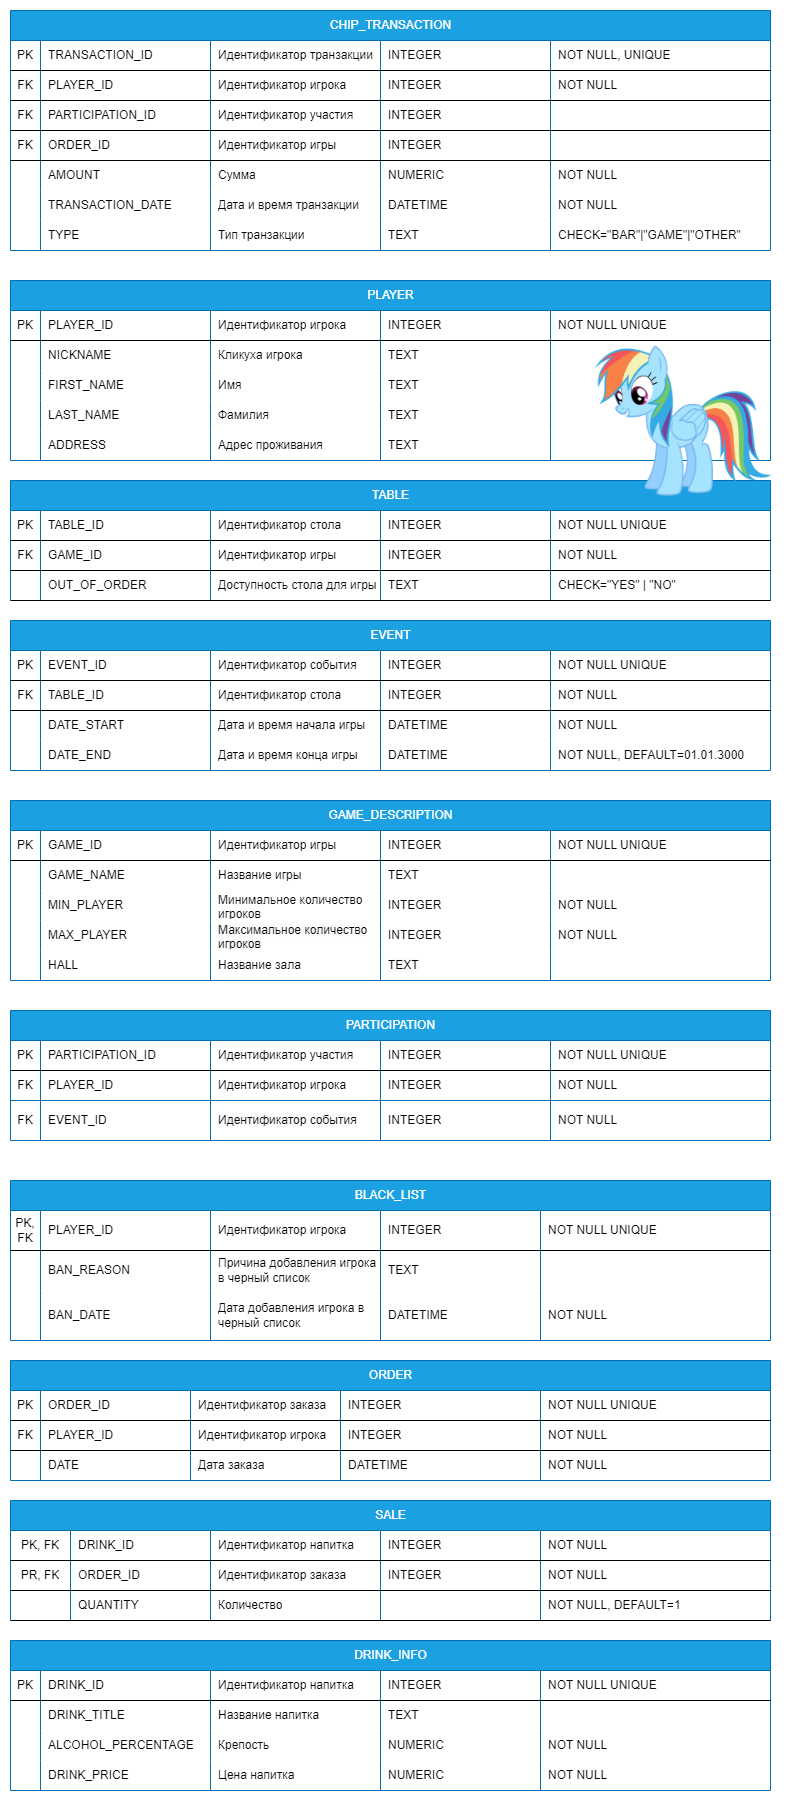 CHIP_TRANSACTION
PK TRANSACTION_ID Идентификатор транзакции INTEGER NOT NULL, UNIQUE
FK PLAYER_ID Идентификатор игрока INTEGER NOT NULL
FK PARTICIPATION_ID Идентификатор участия INTEGER
FK ORDER_ID Идентификатор игры INTEGER
AMOUNT Сумма NUMERIC NOT NULL
TRANSACTION_DATE Дата и время транзакции DATETIME NOT NULL
TYPE Тип транзакции TEXT CHECK="BAR"|"GAME"|"OTHER"
PLAYER
PK PLAYER_ID Идентификатор игрока INTEGER NOT NULL UNIQUE
NICKNAME Кликуха игрока TEXT
FIRST_NAME Имя TEXT
LAST_NAME Фамилия TEXT
ADDRESS Адрес проживания TEXT
TABLE
PK TABLE_ID Идентификатор стола INTEGER NOT NULL UNIQUE
FK GAME_ID Идентификатор игры INTEGER NOT NULL
OUT_OF_ORDER Доступность стола для игры TEXT CHECK="YES" | "NO"
EVENT
PK EVENT_ID Идентификатор события INTEGER NOT NULL UNIQUE
FK TABLE_ID Идентификатор стола INTEGER NOT NULL
DATE_START Дата и время начала игры DATETIME NOT NULL
DATE_END Дата и время конца игры DATETIME NOT NULL, DEFAULT=01.01.3000
GAME_DESCRIPTION
PK GAME_ID Идентификатор игры INTEGER NOT NULL UNIQUE
GAME_NAME Название игры TEXT
MIN_PLAYER Минимальное количество
игроков INTEGER NOT NULL
MAX_PLAYER Максимальное количество
игроков INTEGER NOT NULL
HALL Название зала TEXT
PARTICIPATION
PK PARTICIPATION_ID Идентификатор участия INTEGER NOT NULL UNIQUE
FK PLAYER_ID Идентификатор игрока INTEGER NOT NULL
FK EVENT_ID Идентификатор события INTEGER NOT NULL
BLACK_LIST
PK,
FK PLAYER_ID Идентификатор игрока INTEGER NOT NULL UNIQUE
BAN_REASON Причина добавления игрока
в черный список TEXT
BAN_DATE Дата добавления игрока в
черный список DATETIME NOT NULL
ORDER
PK ORDER_ID Идентификатор заказа INTEGER NOT NULL UNIQUE
FK PLAYER_ID Идентификатор игрока INTEGER NOT NULL
DATE Дата заказа DATETIME NOT NULL
SALE
PK, FK DRINK_ID Идентификатор напитка INTEGER NOT NULL
PR, FK ORDER_ID Идентификатор заказа INTEGER NOT NULL
QUANTITY Количество NOT NULL, DEFAULT=1
DRINK_INFO
PK DRINK_ID Идентификатор напитка INTEGER NOT NULL UNIQUE
DRINK_TITLE Название напитка TEXT
ALCOHOL_PERCENTAGE Крепость NUMERIC NOT NULL
DRINK_PRICE Цена напитка NUMERIC NOT NULL